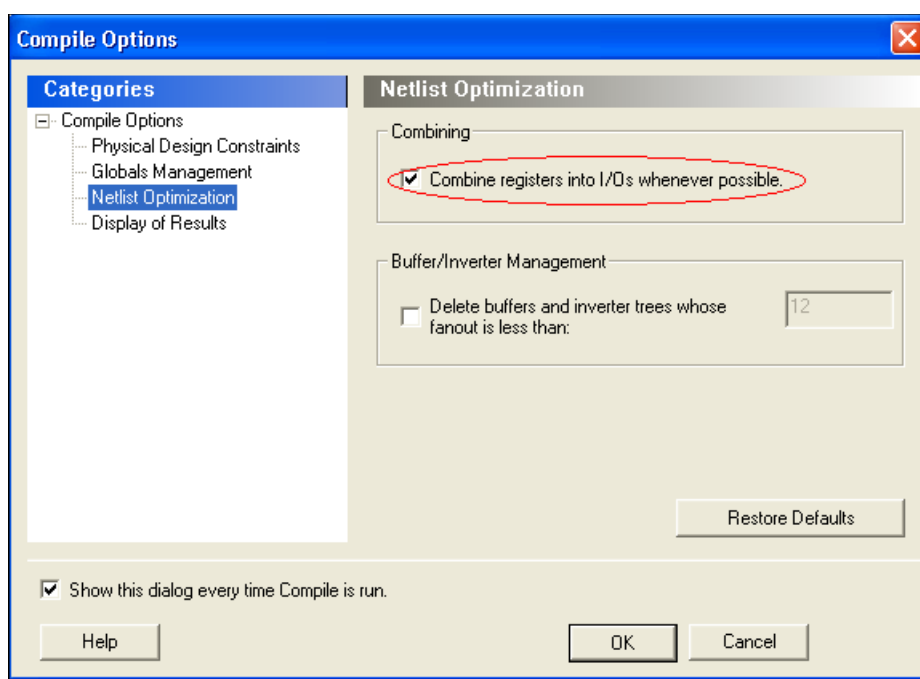 Compile Options
Categories
Compile Options
Physical Design Constraints
Globals Management
Netlist Optimization
Display of Results
Netlist Optimization
Combining
Combine registers into I/Os whenever possible.
Buffer/Inverter Management
Delete buffers and inverter trees whose
fanout is less than:
12
Restore Defaults
Show this dialog every time Compile is run.
Help
OK
Cancel